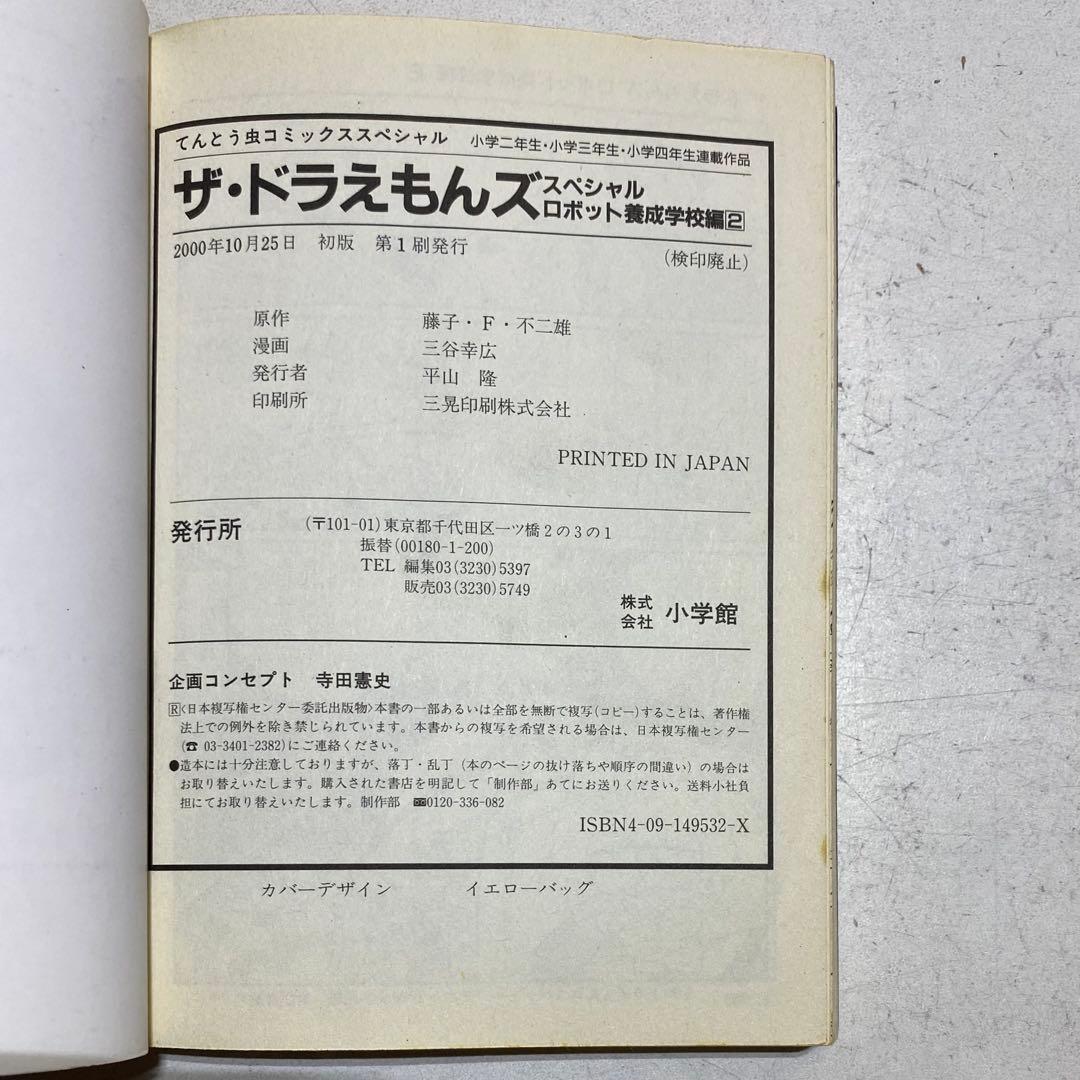 てんとう虫コミックススペシャル 小学二年生・小学三年生・小学四年生連載作品
ザ・ドラえもんズ スペシャル
ロボット養成学校編2
2000年10月25日 初版 第1刷発行
(検印廃止)
原作 藤子・F・不二雄
漫画 三谷幸広
発行者 平山 隆
印刷所 三晃印刷株式会社
PRINTED IN JAPAN
発行所 (〒101-01)東京都千代田区一ツ橋2の3の1
振替(00180-1-200)
TEL 編集03(3230)5397
販売03(3230)5749
株式会社 小学館
企画コンセプト 寺田憲史
Ⓡ〈日本複写権センター委託出版物〉本書の一部あるいは全部を無断で複写(コピー)することは、著作権
法上での例外を除き禁じられています。本書からの複写を希望される場合は、日本複写権センター
(☎ 03-3401-2382)にご連絡ください。
●造本には十分注意しておりますが、落丁・乱丁(本のページの抜け落ちや順序の間違い)の場合は
お取り替えいたします。購入された書店を明記して「制作部」あてにお送りください。送料小社負
担にてお取り替えいたします。制作部 0120-336-082
ISBN4-09-149532-X
カバーデザイン イエローバッグ